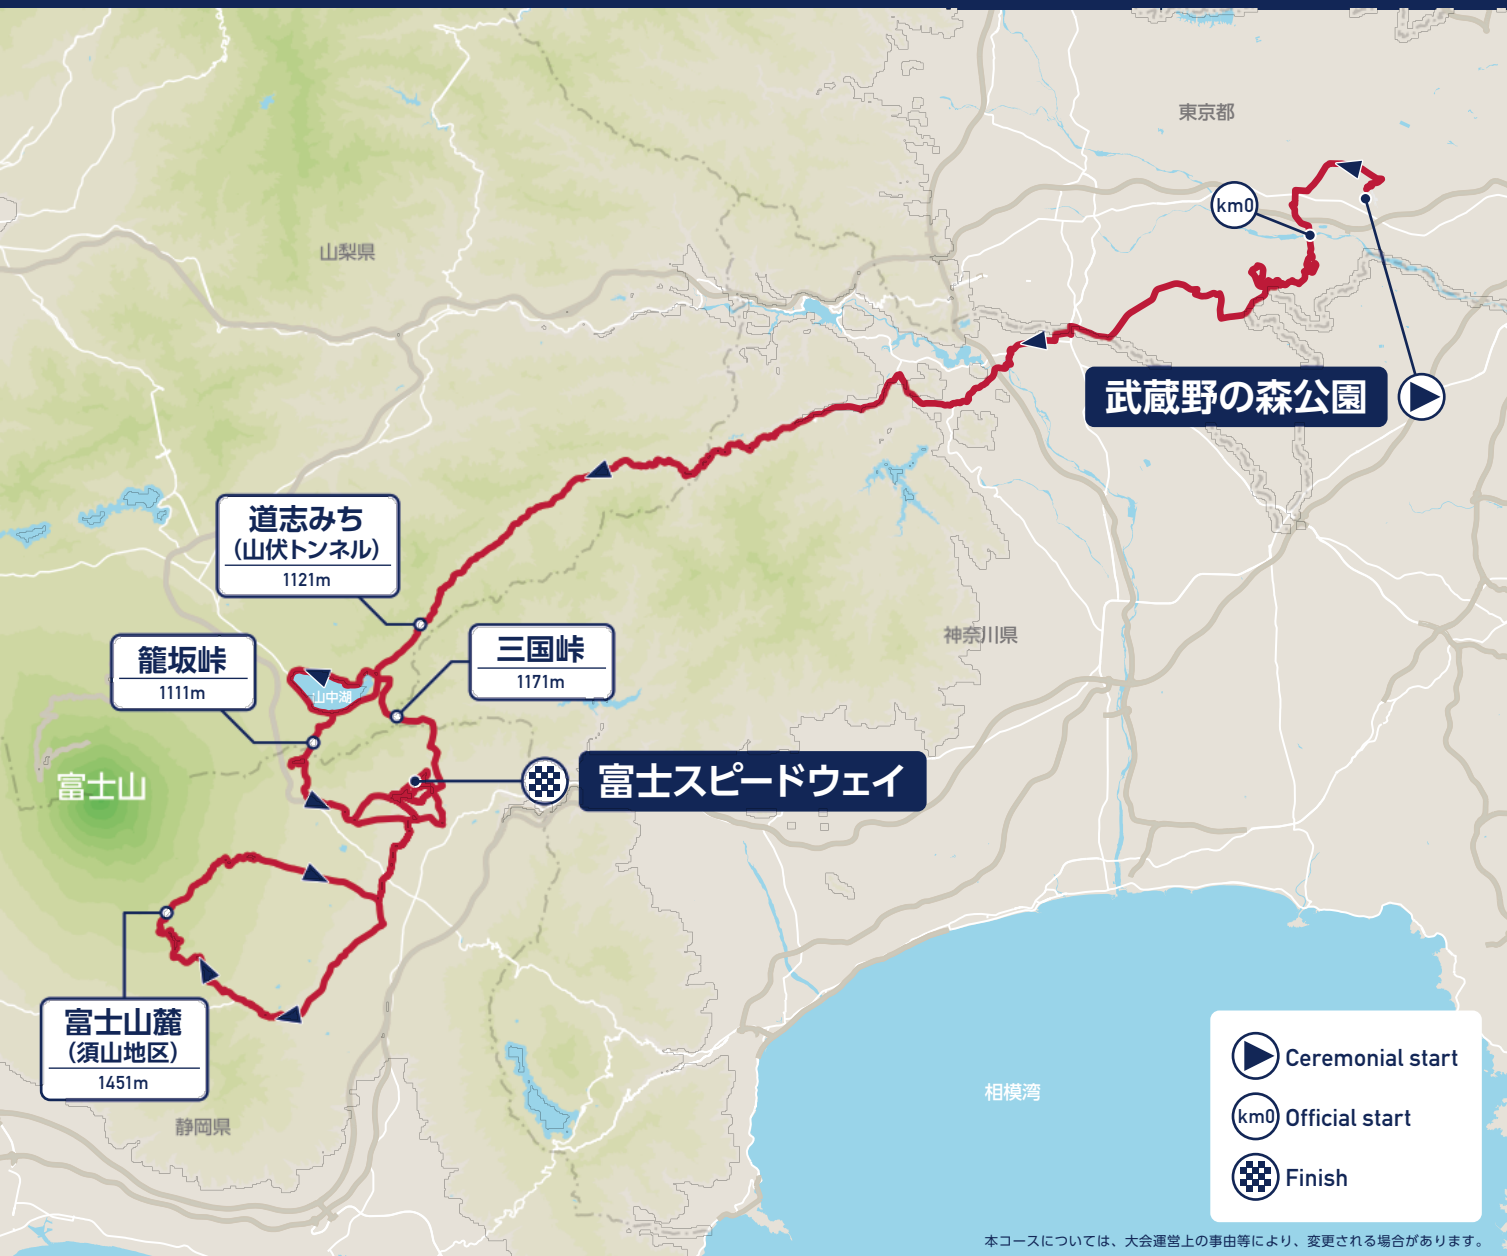 東京都
km0
山梨県
武蔵野の森公園
道志みち
(山伏トンネル)
1121m
神奈川県
三国峠
1171m
籠坂峠
1111m
山中湖
富士山
富士スピードウェイ
富士山麓
(須山地区)
1451m
静岡県
相模湾
Ceremonial start
km0 Official start
Finish
本コースについては、大会運営上の事由等により、変更される場合があります。